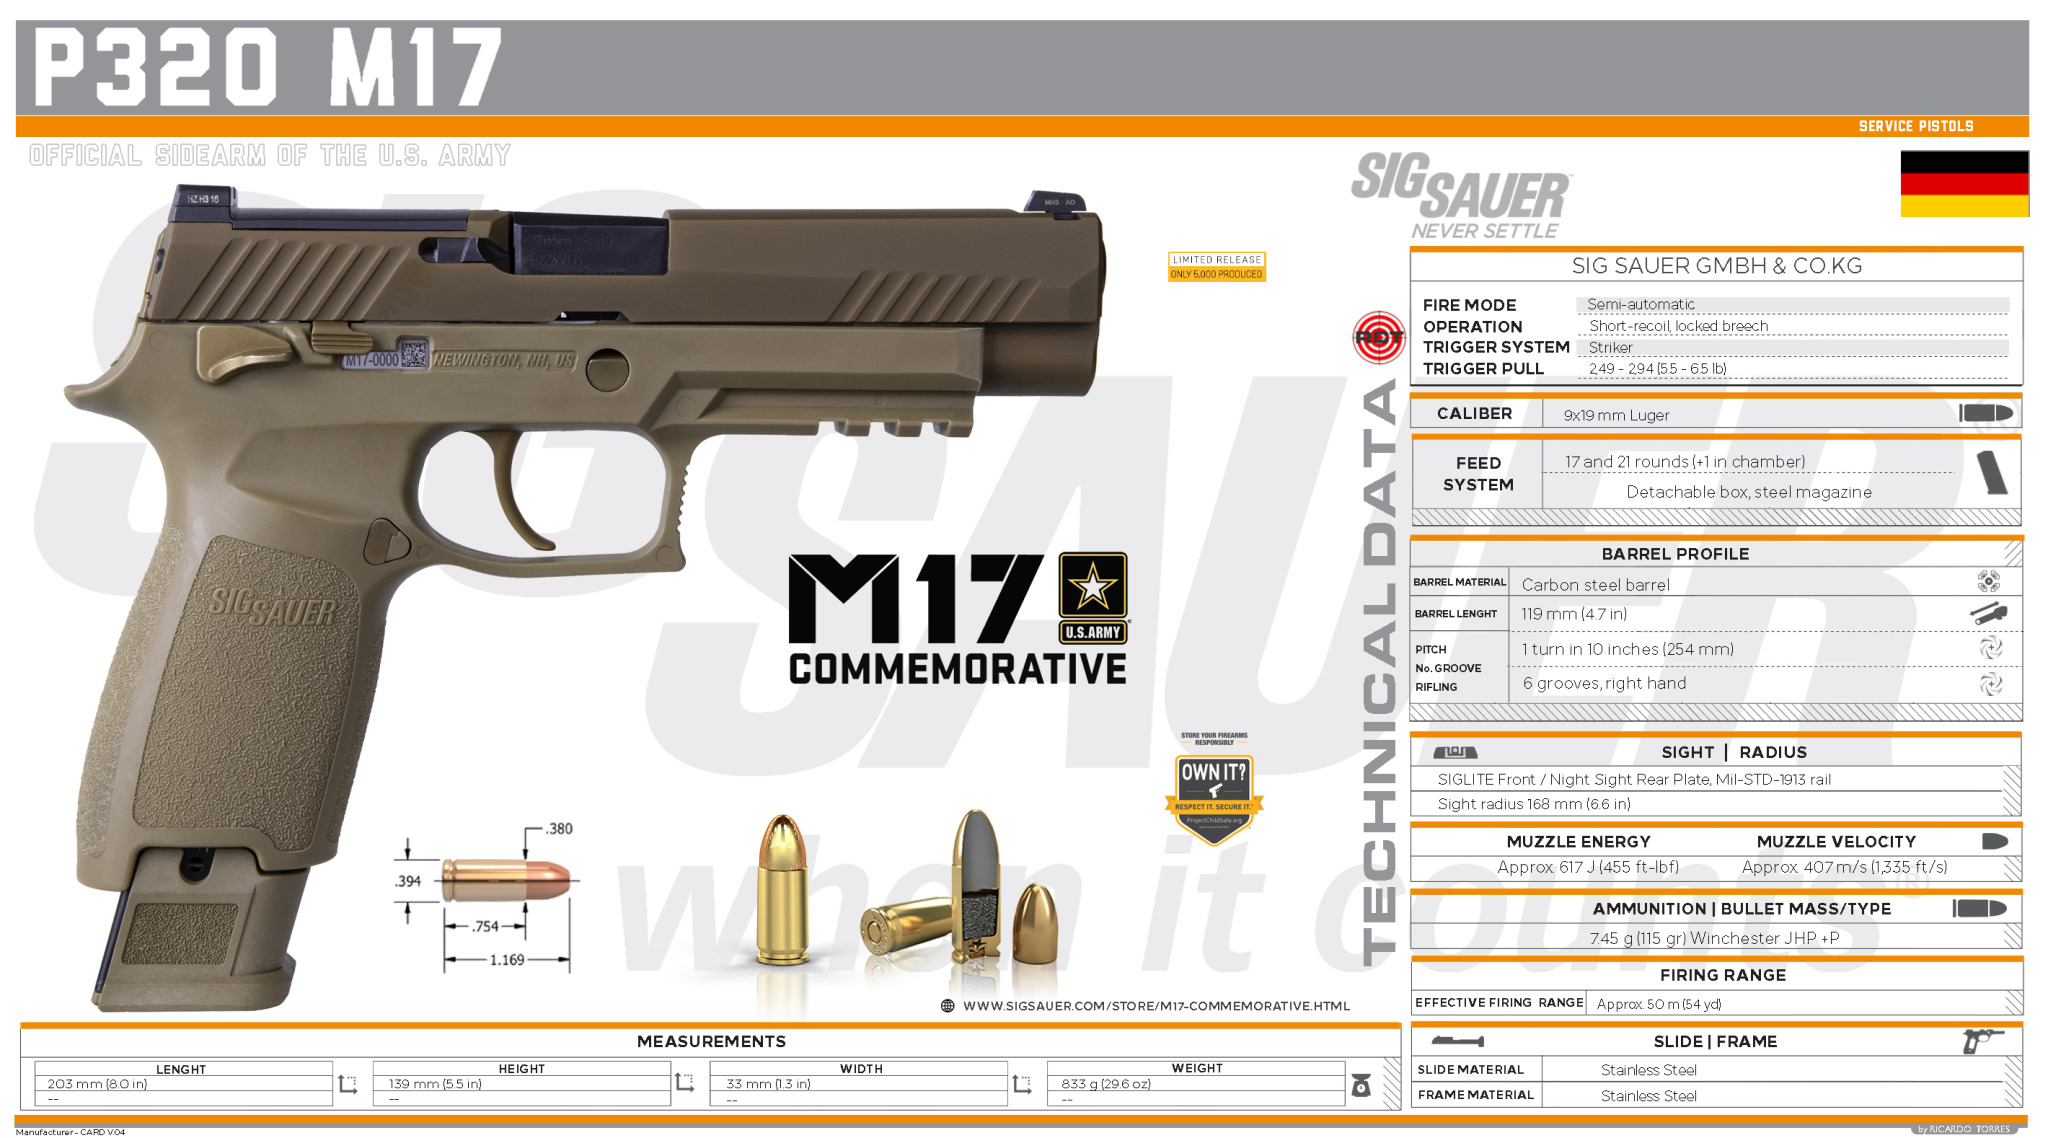 P320 M17
SERVICE PISTOLS
OFFICIAL SIDEARM OF THE U.S. ARMY
SIG SAUER
NEVER SETTLE
LIMITED RELEASE
ONLY 5,000 PRODUCED
M17-0000
NEWINGTON, NH, US
SIG SAUER
M17
U.S.ARMY
COMMEMORATIVE
STORE YOUR FIREARMS
RESPONSIBLY
OWN IT?
RESPECT IT. SECURE IT.
ProjectChildSafe.org
.380
.394
.754
1.169
WWW.SIGSAUER.COM/STORE/M17-COMMEMORATIVE.HTML
SIG SAUER
when it counts
TECHNICAL DATA
RDT
SIG SAUER GMBH & CO.KG
FIRE MODE Semi-automatic
OPERATION Short-recoil, locked breech
TRIGGER SYSTEM Striker
TRIGGER PULL 2,49 - 2,94 (5.5 - 6.5 lb)
CALIBER 9x19 mm Luger
FEED SYSTEM 17 and 21 rounds (+1 in chamber)
Detachable box, steel magazine
BARREL PROFILE
BARREL MATERIAL Carbon steel barrel
BARREL LENGHT 119 mm (4.7 in)
PITCH 1 turn in 10 inches (254 mm)
No. GROOVE
RIFLING 6 grooves, right hand
SIGHT | RADIUS
SIGLITE Front / Night Sight Rear Plate, Mil-STD-1913 rail
Sight radius 168 mm (6.6 in)
MUZZLE ENERGY MUZZLE VELOCITY
Approx. 617 J (455 ft-lbf) Approx. 407 m/s (1,335 ft/s)
AMMUNITION | BULLET MASS/TYPE
7.45 g (115 gr) Winchester JHP +P
FIRING RANGE
EFFECTIVE FIRING RANGE Approx. 50 m (54 yd)
SLIDE | FRAME
SLIDE MATERIAL Stainless Steel
FRAME MATERIAL Stainless Steel
MEASUREMENTS
LENGHT HEIGHT WIDTH WEIGHT
203 mm (8.0 in) 139 mm (5.5 in) 33 mm (1.3 in) 833 g (29.6 oz)
-- -- -- --
Manufacturer - CARD V.04
by RICARDO TORRES